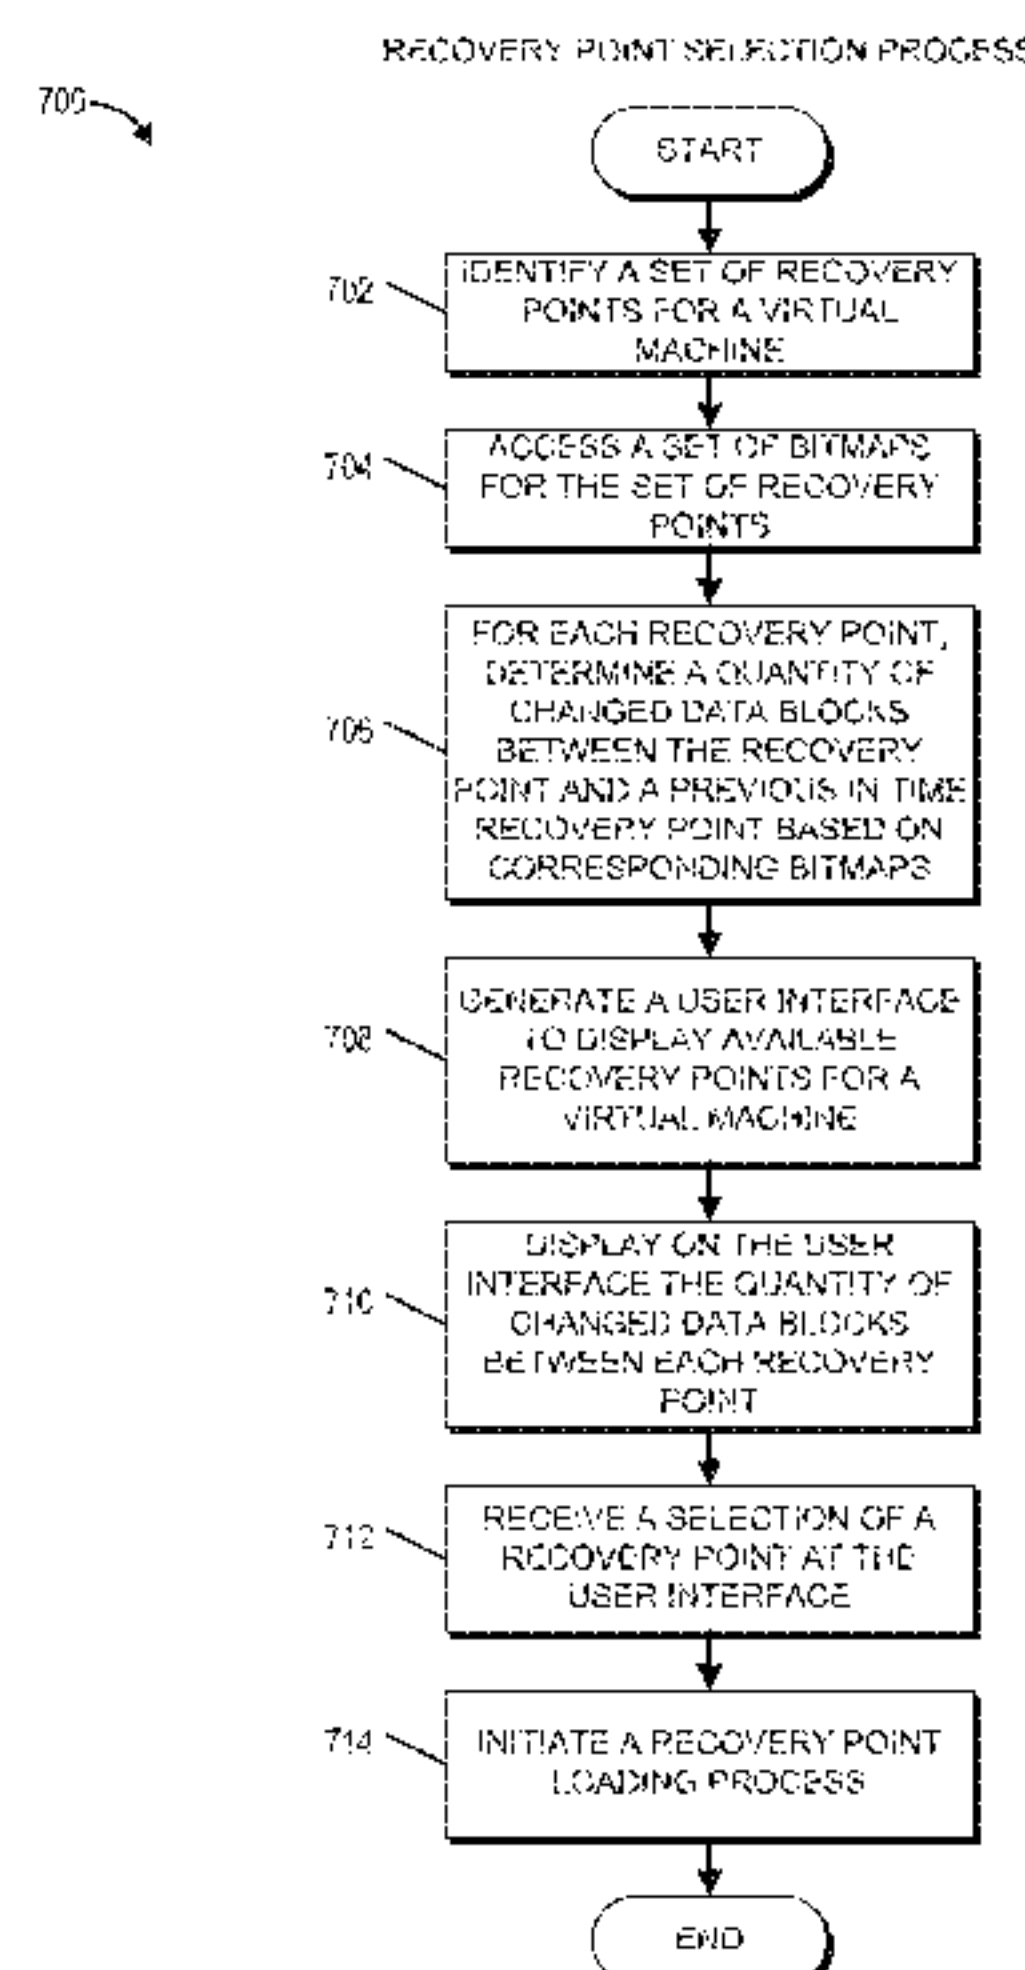 RECOVERY POINT SELECTION PROCESS
700
START
702
IDENTIFY A SET OF RECOVERY
POINTS FOR A VIRTUAL
MACHINE
704
ACCESS A SET OF BITMAPS
FOR THE SET OF RECOVERY
POINTS
706
FOR EACH RECOVERY POINT,
DETERMINE A QUANTITY OF
CHANGED DATA BLOCKS
BETWEEN THE RECOVERY
POINT AND A PREVIOUS IN TIME
RECOVERY POINT BASED ON
CORRESPONDING BITMAPS
708
GENERATE A USER INTERFACE
TO DISPLAY AVAILABLE
RECOVERY POINTS FOR A
VIRTUAL MACHINE
710
DISPLAY ON THE USER
INTERFACE THE QUANTITY OF
CHANGED DATA BLOCKS
BETWEEN EACH RECOVERY
POINT
712
RECEIVE A SELECTION OF A
RECOVERY POINT AT THE
USER INTERFACE
714
INITIATE A RECOVERY POINT
LOADING PROCESS
END